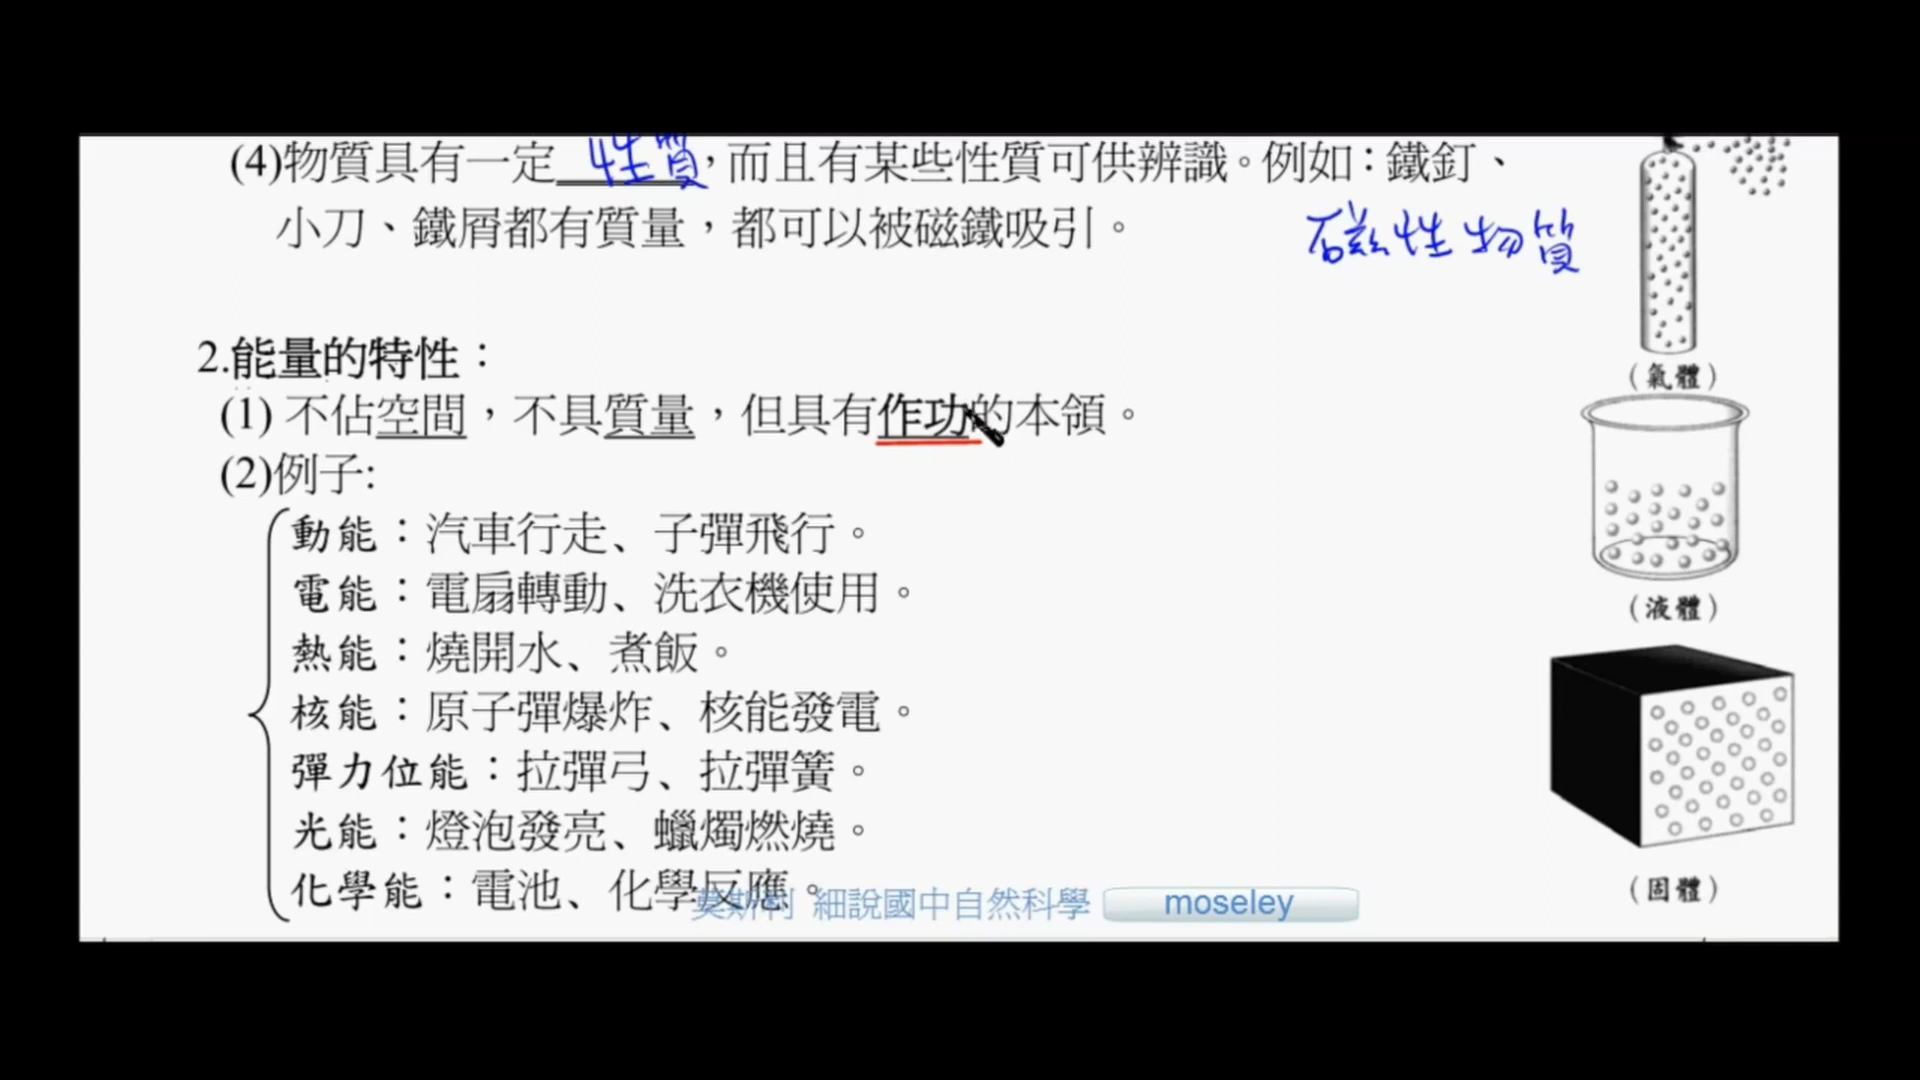 (4)物質具有一定 性質，而且有某些性質可供辨識。例如：鐵釘、
小刀、鐵屑都有質量，都可以被磁鐵吸引。
磁性物質
(氣體)
2.能量的特性：
(1) 不佔空間，不具質量，但具有作功的本領。
(2)例子:
動能：汽車行走、子彈飛行。
電能：電扇轉動、洗衣機使用。
(液體)
熱能：燒開水、煮飯。
核能：原子彈爆炸、核能發電。
彈力位能：拉彈弓、拉彈簧。
光能：燈泡發亮、蠟燭燃燒。
化學能：電池、化學反應。
(固體)
莫斯利 細說國中自然科學 moseley